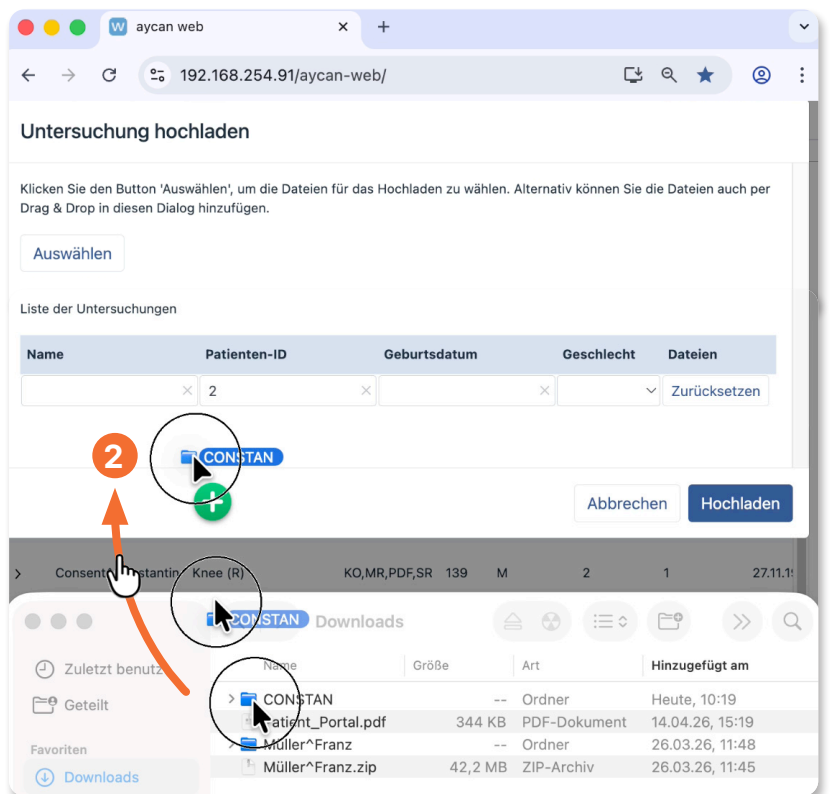 aycan web
192.168.254.91/aycan-web/
Untersuchung hochladen
Klicken Sie den Button 'Auswählen', um die Dateien für das Hochladen zu wählen. Alternativ können Sie die Dateien auch per
Drag & Drop in diesen Dialog hinzufügen.
Auswählen
Liste der Untersuchungen
Name Patienten-ID Geburtsdatum Geschlecht Dateien
2 Zurücksetzen
2 CONSTAN
Abbrechen Hochladen
Knee (R) KO,MR,PDF,SR 139 M 2 1
CONSTAN Downloads
Zuletzt Name Größe Art Hinzugefügt am
CONSTAN -- Ordner Heute, 10:19
Geteilt
344 KB PDF-Dokument 14.04.26, 15:19
Müller^Franz -- Ordner 26.03.26, 11:48
Favoriten
Müller^Franz.zip 42,2 MB ZIP-Archiv 26.03.26, 11:45
Downloads